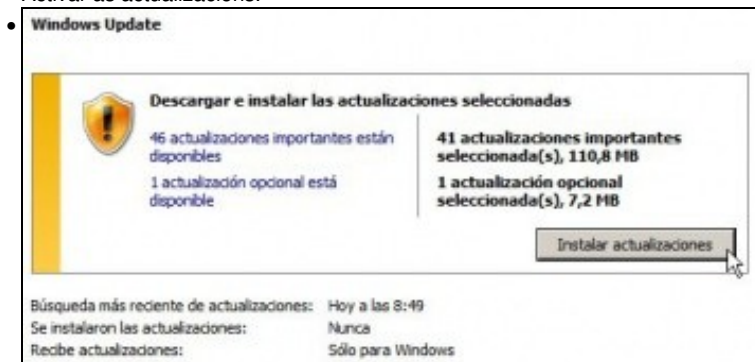 Activar as actualizacións.
Windows Update
Descargar e instalar las actualizaciones seleccionadas
46 actualizaciones importantes están
disponibles
41 actualizaciones importantes
seleccionada(s), 110,8 MB
1 actualización opcional está
disponible
1 actualización opcional
seleccionada(s), 7,2 MB
Instalar actualizaciones
Búsqueda más reciente de actualizaciones: Hoy a las 8:49
Se instalaron las actualizaciones: Nunca
Recibe actualizaciones: Sólo para Windows